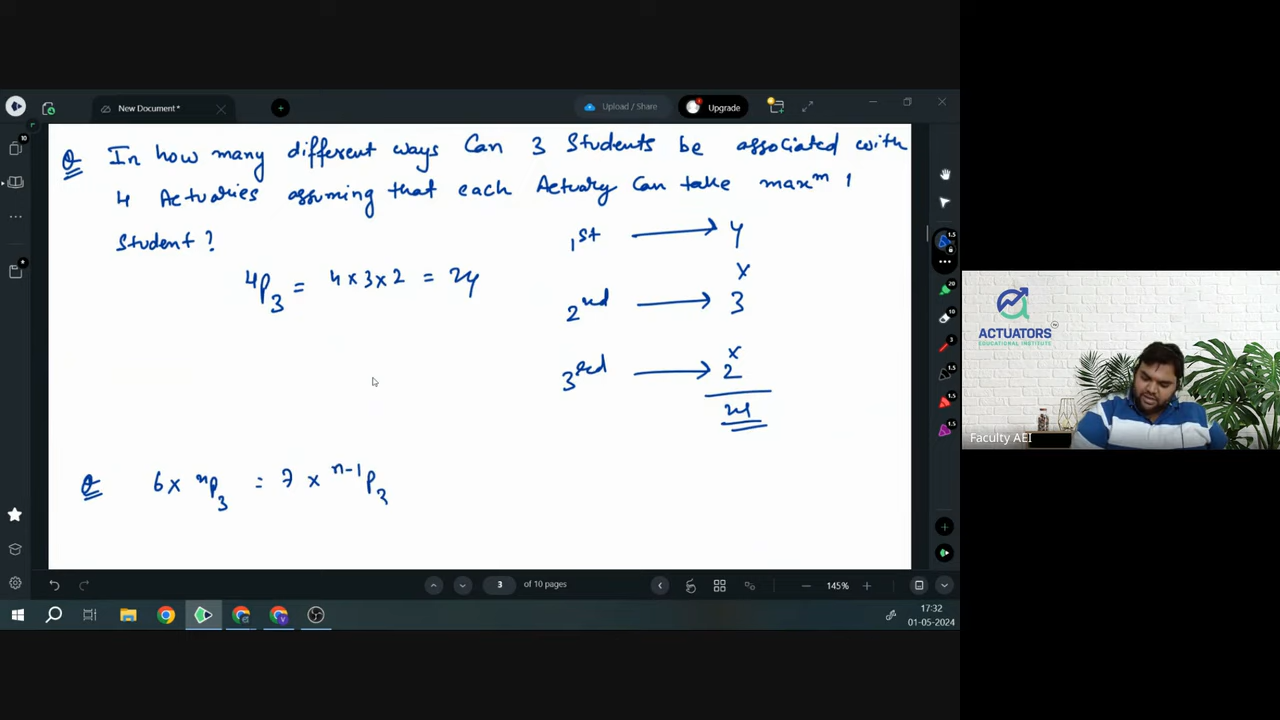 New Document*
Upload / Share
Upgrade
Q In how many different ways Can 3 Students be associated with
4 Actuaries assuming that each Actuary Can take maxᵐ 1
Student?
⁴P₃ = 4 x 3 x 2 = 24
1st → 4
x
2nd → 3
x
3rd → 2
24
Q 6 x ⁿP₃ = 7 x ⁿ⁻¹P₃
3 of 10 pages
145%
17:32
01-05-2024
ACTUATORS
EDUCATIONAL INSTITUTE
Faculty AEI